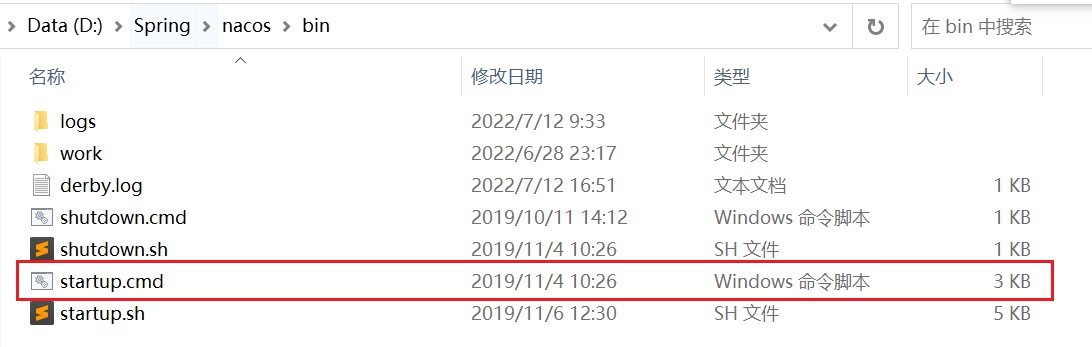 Data (D:) Spring nacos bin 在 bin 中搜索
名称 修改日期 类型 大小
logs 2022/7/12 9:33 文件夹
work 2022/6/28 23:17 文件夹
derby.log 2022/7/12 16:51 文本文档 1 KB
shutdown.cmd 2019/10/11 14:12 Windows 命令脚本 1 KB
shutdown.sh 2019/11/4 10:26 SH 文件 1 KB
startup.cmd 2019/11/4 10:26 Windows 命令脚本 3 KB
startup.sh 2019/11/6 12:30 SH 文件 5 KB